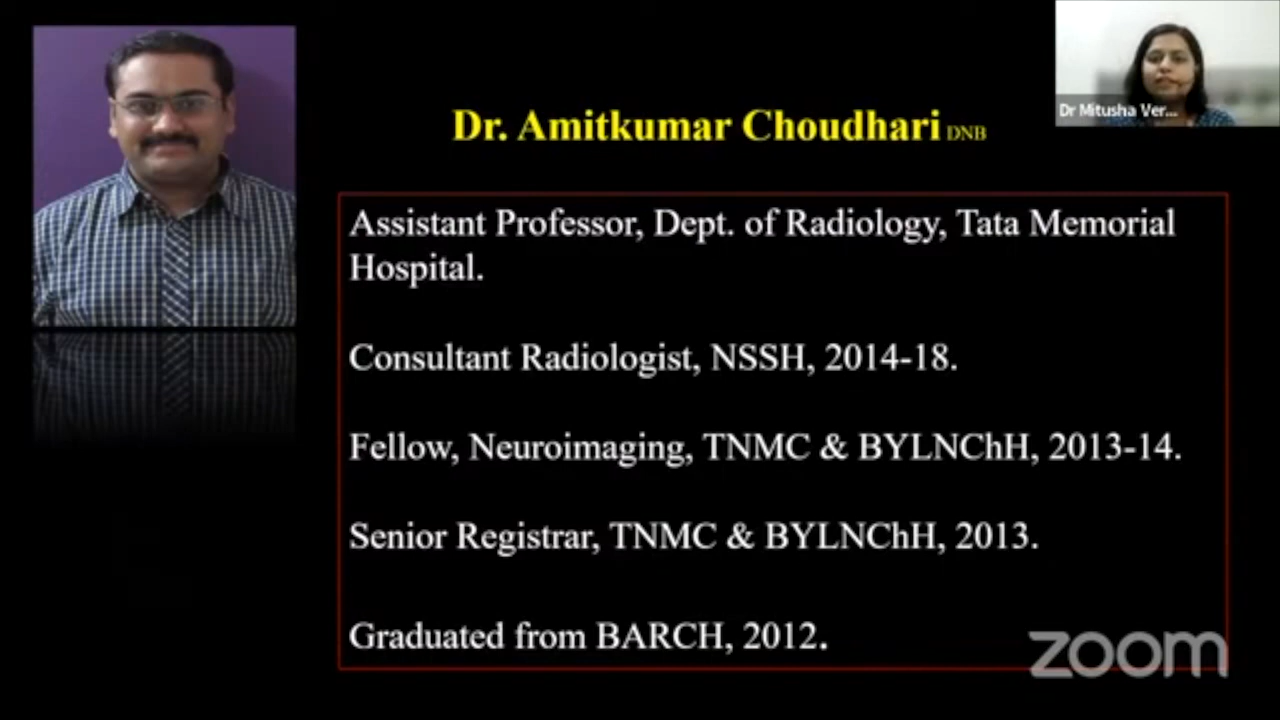 Dr. Amitkumar Choudhari DNB
Dr Mitusha Ver...
Assistant Professor, Dept. of Radiology, Tata Memorial
Hospital.
Consultant Radiologist, NSSH, 2014-18.
Fellow, Neuroimaging, TNMC & BYLNChH, 2013-14.
Senior Registrar, TNMC & BYLNChH, 2013.
Graduated from BARCH, 2012.
zoom